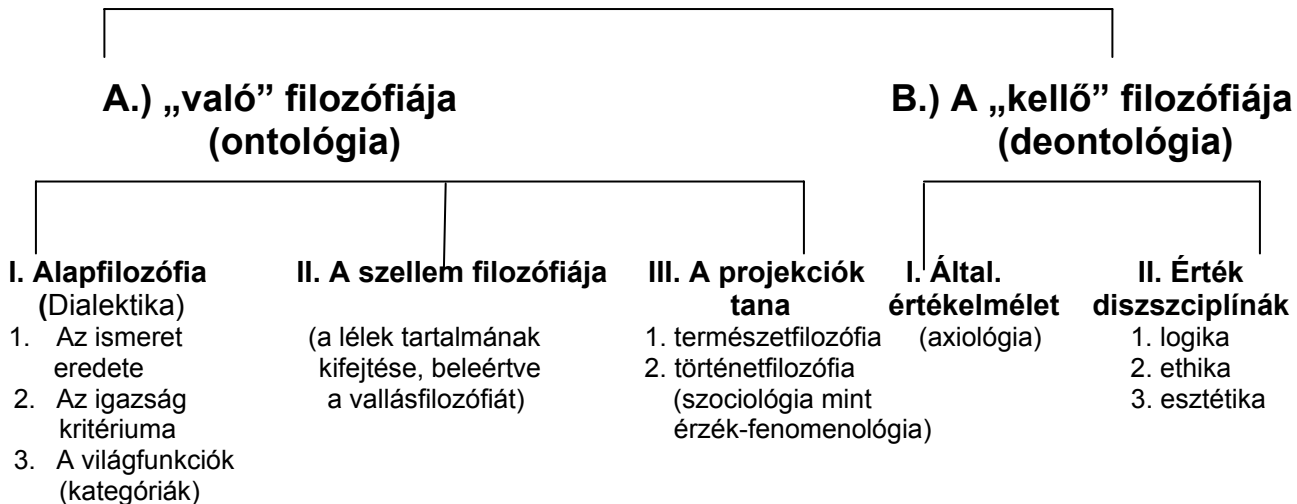 A.) „való” filozófiája
(ontológia)
B.) A „kellő” filozófiája
(deontológia)
I. Alapfilozófia
(Dialektika)
1. Az ismeret
eredete
2. Az igazság
kritériuma
3. A világfunkciók
(kategóriák)
II. A szellem filozófiája
(a lélek tartalmának
kifejtése, beleértve
a vallásfilozófiát)
III. A projekciók
tana
1. természetfilozófia
2. történetfilozófia
(szociológia mint
érzék-fenomenológia)
I. Által.
értékelmélet
(axiológia)
II. Érték
diszszciplínák
1. logika
2. ethika
3. esztétika